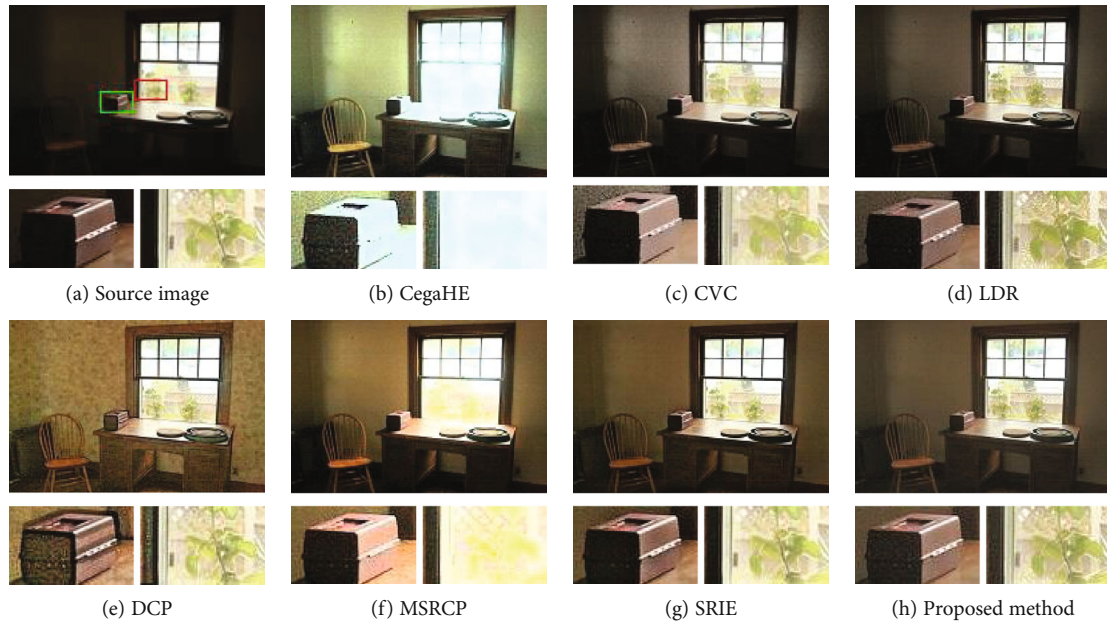 (a) Source image
(b) CegaHE
(c) CVC
(d) LDR
(e) DCP
(f) MSRCP
(g) SRIE
(h) Proposed method